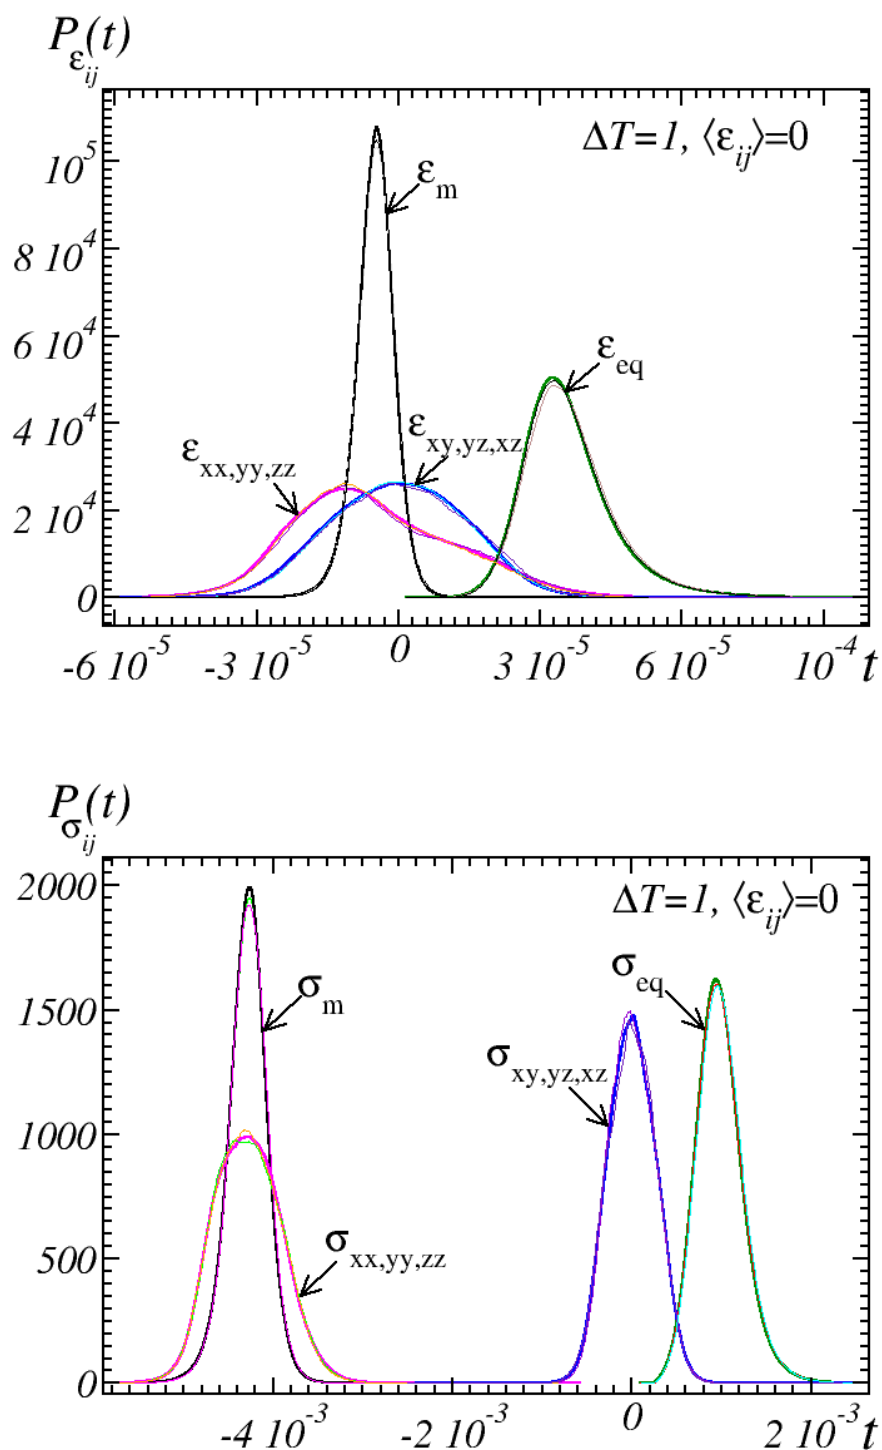 P_{ε_{ij}}(t)
ΔT=1, ⟨ε_{ij}⟩=0
10^5
ε_m
8 10^4
6 10^4
ε_eq
4 10^4
ε_{xy,yz,xz}
ε_{xx,yy,zz}
2 10^4
0
-6 10^{-5} -3 10^{-5} 0 3 10^{-5} 6 10^{-5} 10^{-4} t
P_{σ_{ij}}(t)
2000
ΔT=1, ⟨ε_{ij}⟩=0
σ_m
σ_eq
1500
σ_{xy,yz,xz}
1000
σ_{xx,yy,zz}
500
0
-4 10^{-3} -2 10^{-3} 0 2 10^{-3} t